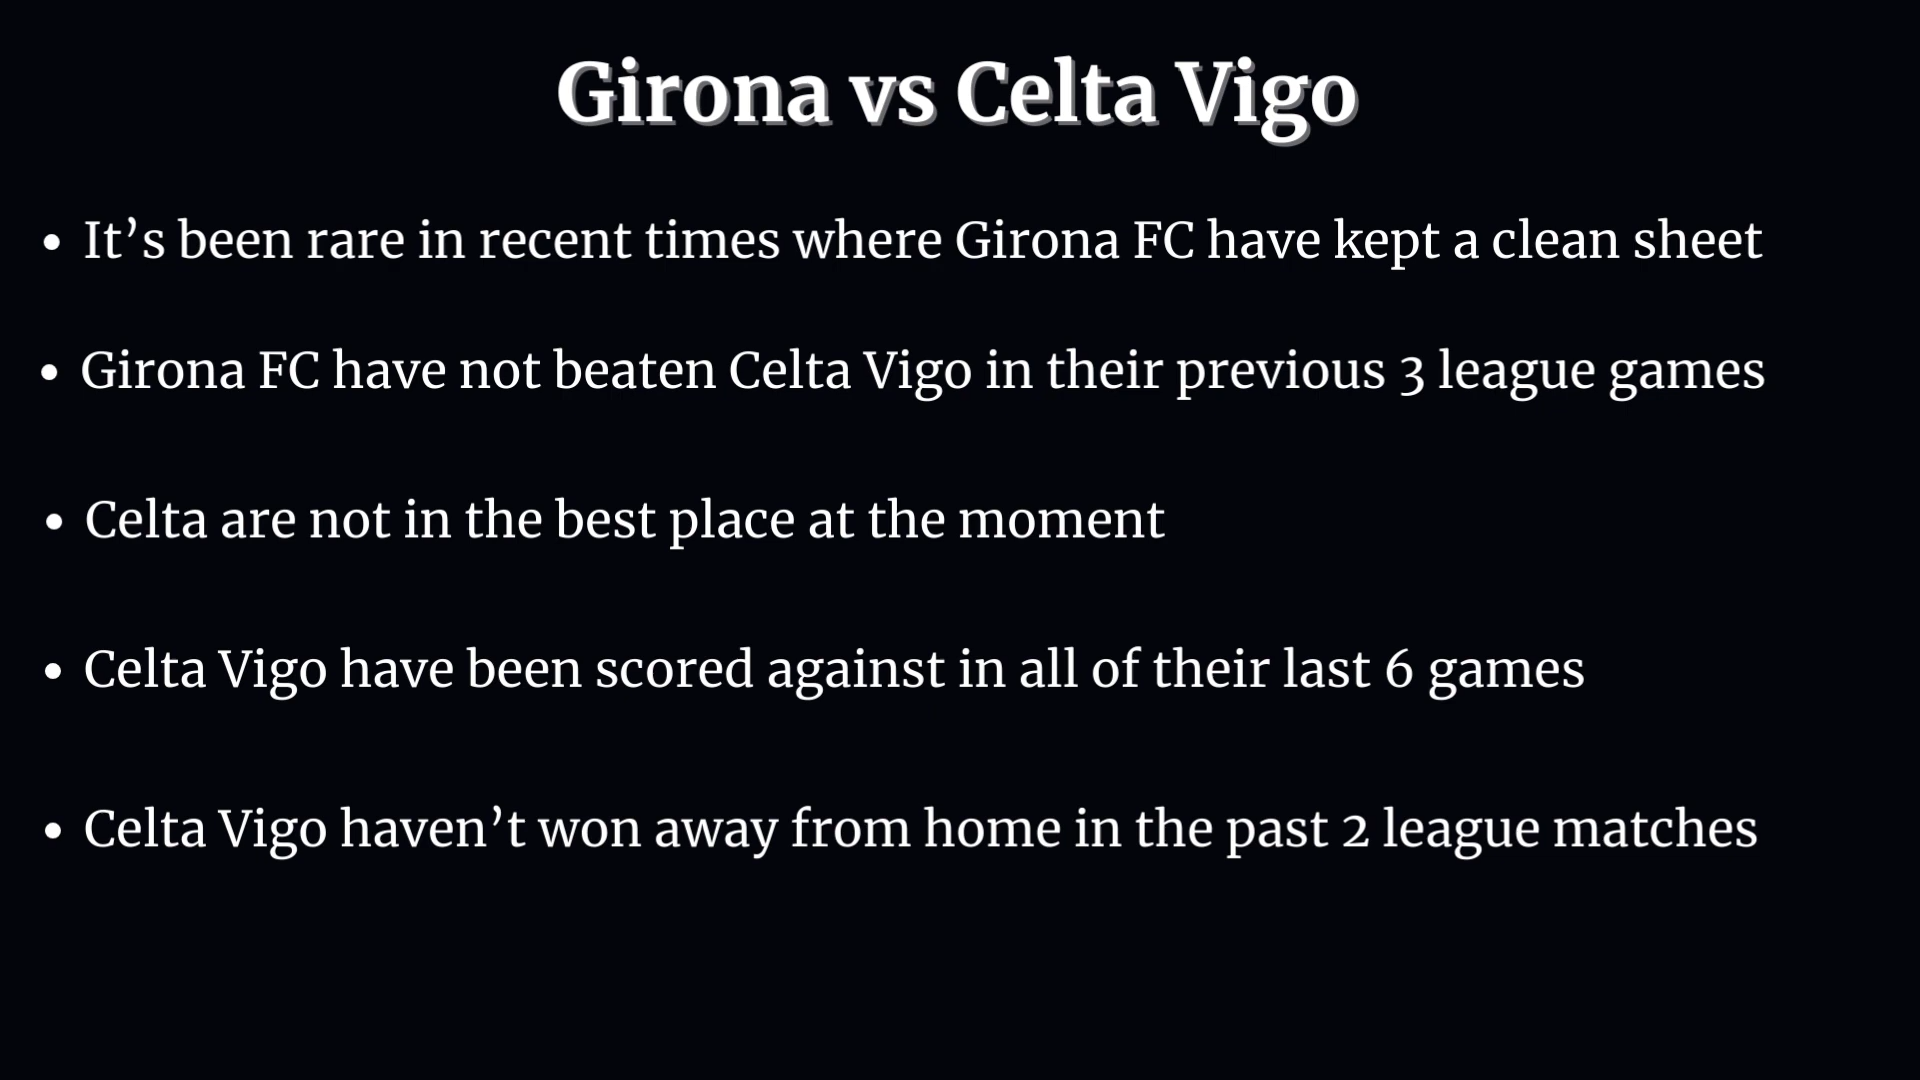 Girona vs Celta Vigo
• It’s been rare in recent times where Girona FC have kept a clean sheet
• Girona FC have not beaten Celta Vigo in their previous 3 league games
• Celta are not in the best place at the moment
• Celta Vigo have been scored against in all of their last 6 games
• Celta Vigo haven’t won away from home in the past 2 league matches